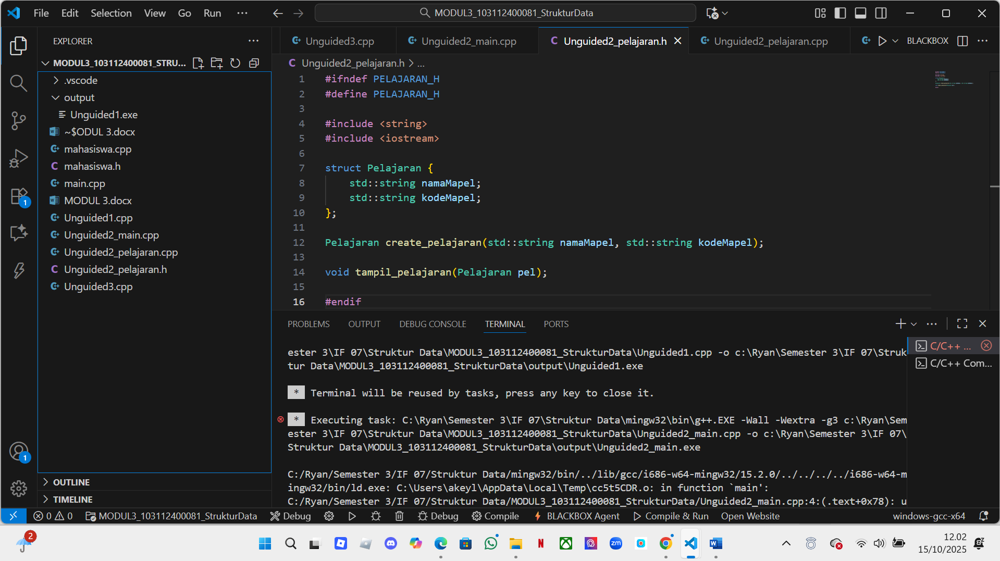 File Edit Selection View Go Run ···
MODUL3_103112400081_StrukturData
EXPLORER
MODUL3_103112400081_STRU...
.vscode
output
Unguided1.exe
~$ODUL 3.docx
mahasiswa.cpp
mahasiswa.h
main.cpp
MODUL 3.docx
Unguided1.cpp
Unguided2_main.cpp
Unguided2_pelajaran.cpp
Unguided2_pelajaran.h
Unguided3.cpp
OUTLINE
TIMELINE
1
1
Unguided3.cpp
Unguided2_main.cpp
Unguided2_pelajaran.h
Unguided2_pelajaran.cpp
BLACKBOX
Unguided2_pelajaran.h > ...
1 #ifndef PELAJARAN_H
2 #define PELAJARAN_H
3
4 #include <string>
5 #include <iostream>
6
7 struct Pelajaran {
8 std::string namaMapel;
9 std::string kodeMapel;
10 };
11
12 Pelajaran create_pelajaran(std::string namaMapel, std::string kodeMapel);
13
14 void tampil_pelajaran(Pelajaran pel);
15
16 #endif
PROBLEMS OUTPUT DEBUG CONSOLE TERMINAL PORTS
ester 3\IF 07\Struktur Data\MODUL3_103112400081_StrukturData\Unguided1.cpp -o c:\Ryan\Semester 3\IF 07\Struk
tur Data\MODUL3_103112400081_StrukturData\output\Unguided1.exe
* Terminal will be reused by tasks, press any key to close it.
* Executing task: C:\Ryan\Semester 3\IF 07\Struktur Data\mingw32\bin\g++.EXE -Wall -Wextra -g3 c:\Ryan\Sem
ester 3\IF 07\Struktur Data\MODUL3_103112400081_StrukturData\Unguided2_main.cpp -o c:\Ryan\Semester 3\IF 07\
Struktur Data\MODUL3_103112400081_StrukturData\output\Unguided2_main.exe
C:/Ryan/Semester 3/IF 07/Struktur Data/mingw32/bin/../lib/gcc/i686-w64-mingw32/15.2.0/../../../../i686-w64-m
ingw32/bin/ld.exe: C:\Users\akeyl\AppData\Local\Temp\cc5t5CDR.o: in function `main':
C:/Ryan/Semester 3/IF 07/Struktur Data/MODUL3_103112400081_StrukturData/Unguided2_main.cpp:4:(.text+0x78): u
C/C++ ...
C/C++ Com...
0 0 MODUL3_103112400081_StrukturData Debug Debug Compile BLACKBOX Agent Compile & Run Open Website windows-gcc-x64
2
zm
12.02
15/10/2025